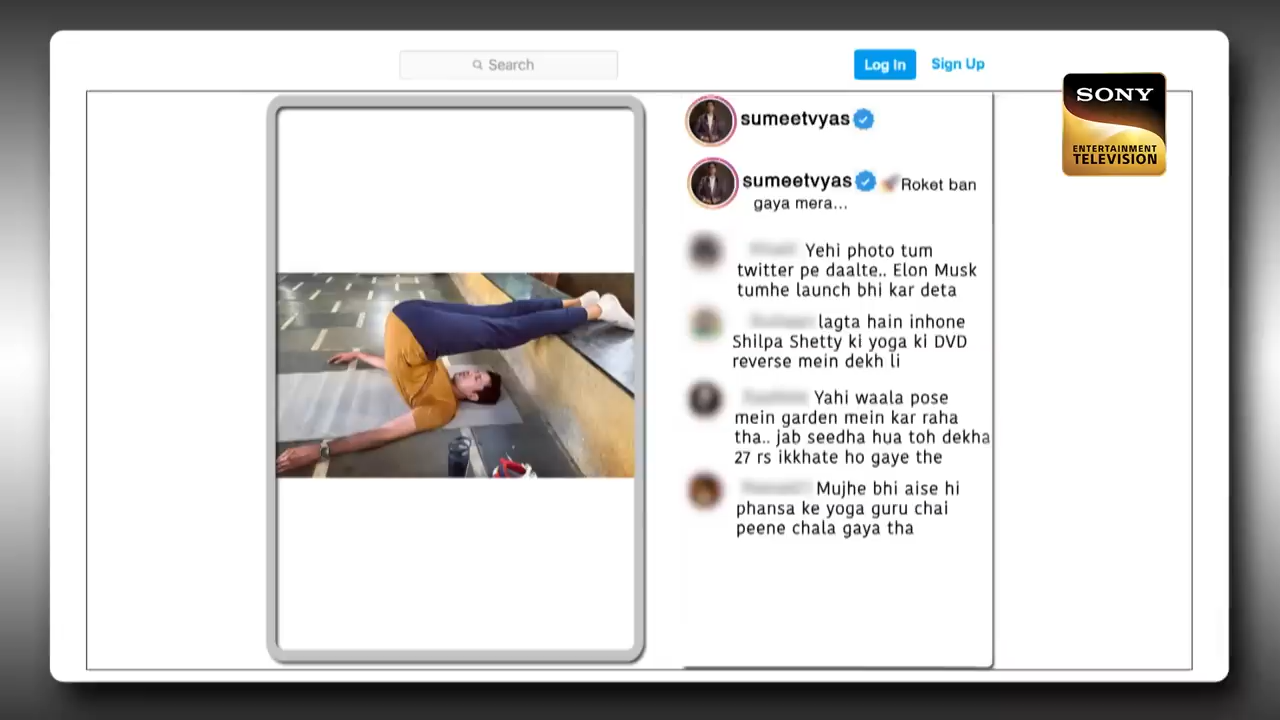 Search
Log In
Sign Up
SONY
ENTERTAINMENT
TELEVISION
sumeetvyas
sumeetvyas Roket ban
gaya mera...
Yehi photo tum
twitter pe daalte.. Elon Musk
tumhe launch bhi kar deta
lagta hain inhone
Shilpa Shetty ki yoga ki DVD
reverse mein dekh li
Yahi waala pose
mein garden mein kar raha
tha.. jab seedha hua toh dekha
27 rs ikkhate ho gaye the
Mujhe bhi aise hi
phansa ke yoga guru chai
peene chala gaya tha